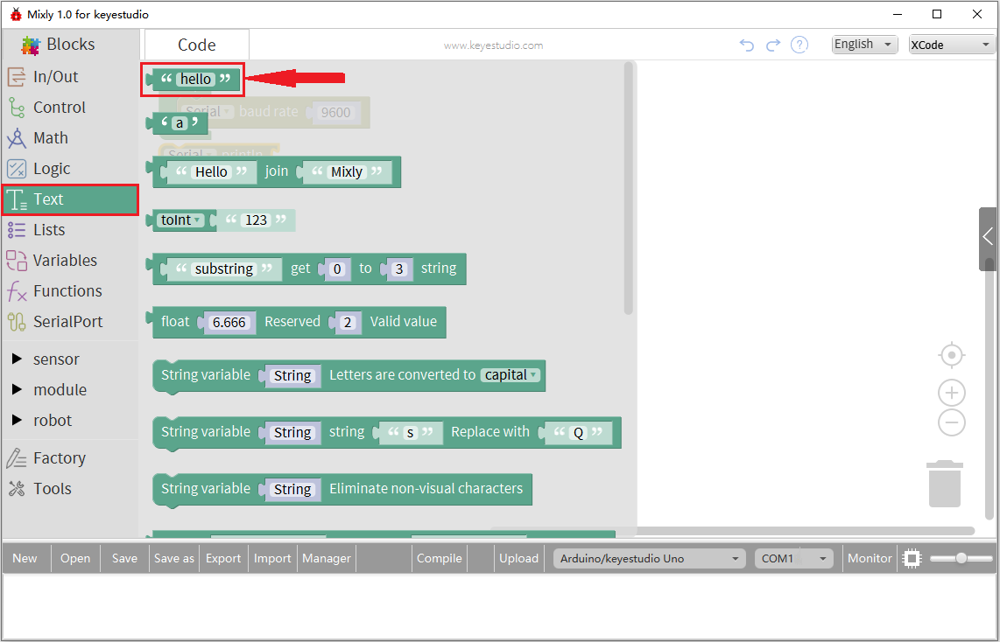 Mixly 1.0 for keyestudio
Blocks
Code
www.keyestudio.com
?
English
XCode
In/Out
Control
Math
Logic
Text
Lists
Variables
Functions
SerialPort
sensor
module
robot
Factory
Tools
“ hello ”
Serial baud rate 9600
‘ a ’
Serial println
“ Hello ” join “ Mixly ”
toInt “ 123 ”
“ substring ” get 0 to 3 string
float 6.666 Reserved 2 Valid value
String variable String Letters are converted to capital
String variable String string “ s ” Replace with “ Q ”
String variable String Eliminate non-visual characters
New Open Save Save as Export Import Manager Compile Upload Arduino/keyestudio Uno COM1 Monitor